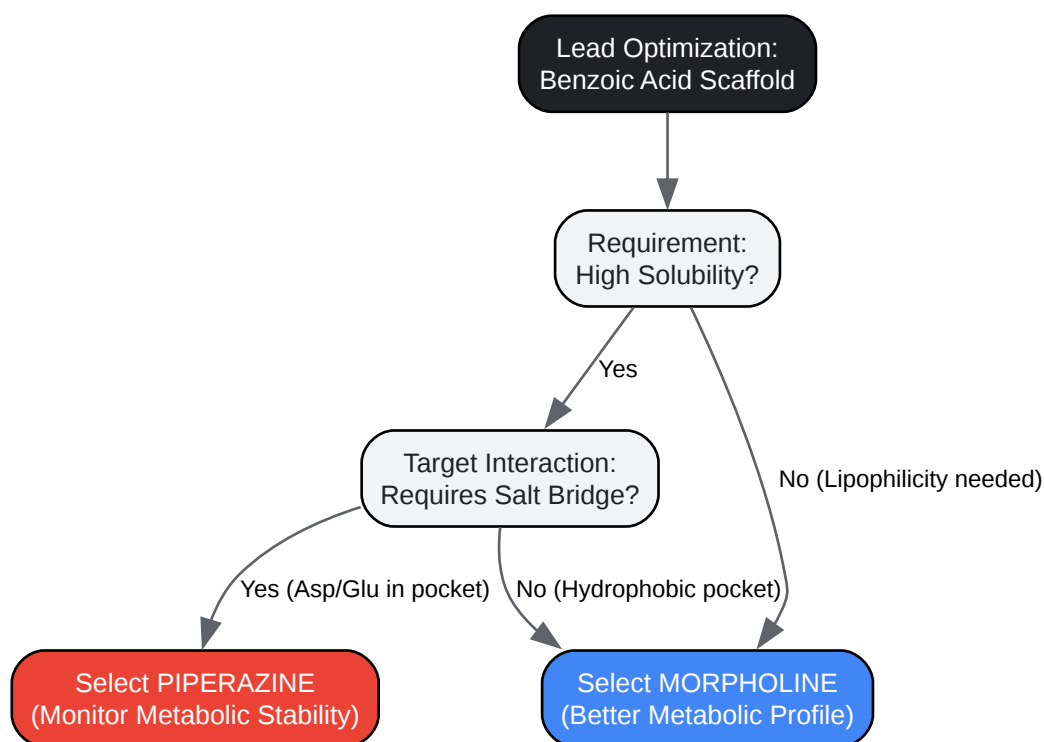 Lead Optimization:
Benzoic Acid Scaffold
Requirement:
High Solubility?
Yes
Target Interaction:
Requires Salt Bridge?
No (Lipophilicity needed)
Yes (Asp/Glu in pocket)
No (Hydrophobic pocket)
Select PIPERAZINE
(Monitor Metabolic Stability)
Select MORPHOLINE
(Better Metabolic Profile)